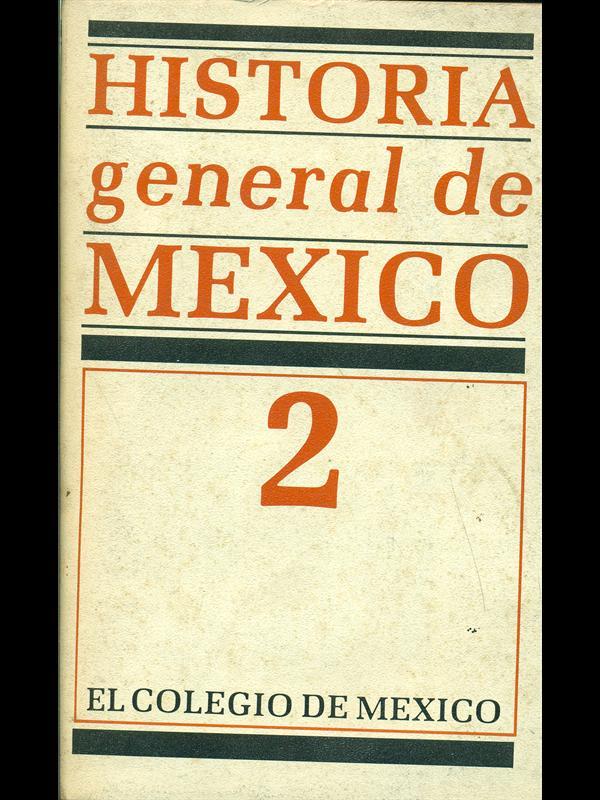 HISTORIA
general de
MEXICO
2
EL COLEGIO DE MEXICO